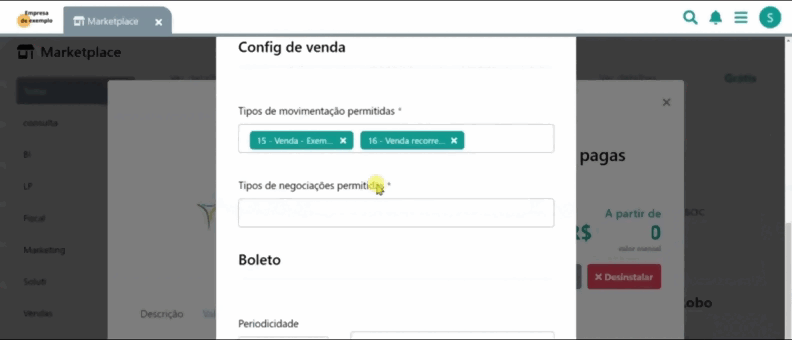 Empresa
de exemplo
Marketplace
S
Marketplace
Config de venda
Tipos de movimentação permitidas *
15 - Venda - Exem...
16 - Venda recorre...
Tipos de negociações permitidas *
Boleto
Periodicidade
consulta
BI
LP
Fiscal
Marketing
Soluti
Vendas
pagas
A partir de
R$ 0
valor mensal
Desinstalar
Descrição
Grátis